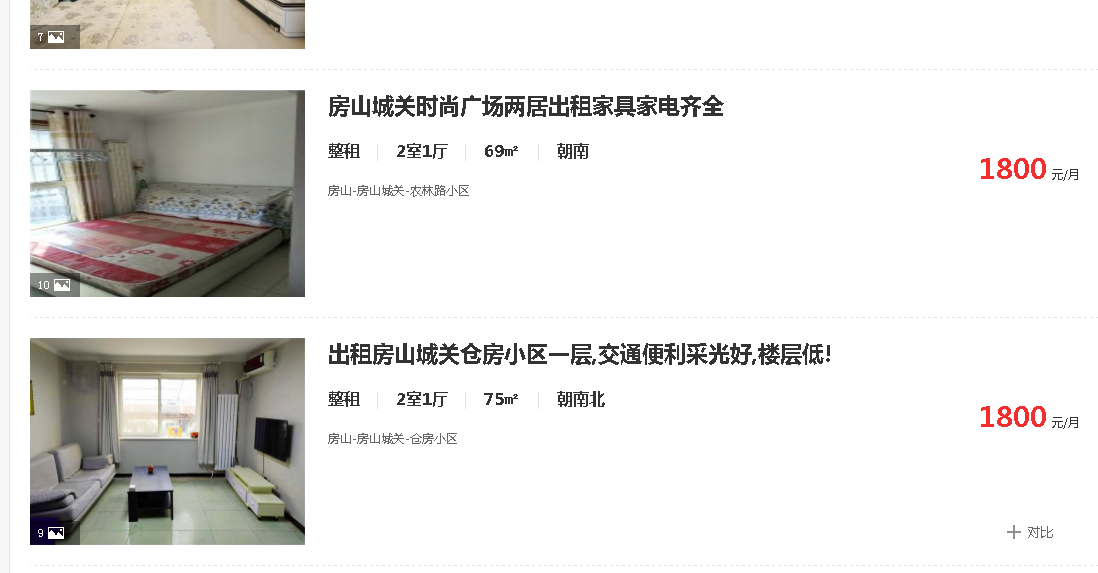 7
房山城关时尚广场两居出租家具家电齐全
整租 2室1厅 69㎡ 朝南
1800 元/月
房山-房山城关-农林路小区
10
出租房山城关仓房小区一层,交通便利采光好,楼层低!
整租 2室1厅 75㎡ 朝南北
1800 元/月
房山-房山城关-仓房小区
9
对比